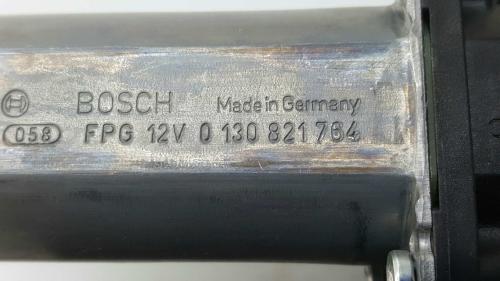 BOSCH Made in Germany
058 FPG 12V 0 130 821 764